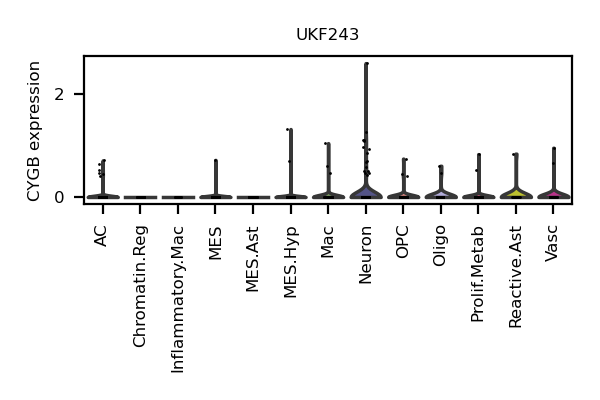 UKF243
CYGB expression
2
0
AC
Chromatin.Reg
Inflammatory.Mac
MES
MES.Ast
MES.Hyp
Mac
Neuron
OPC
Oligo
Prolif.Metab
Reactive.Ast
Vasc